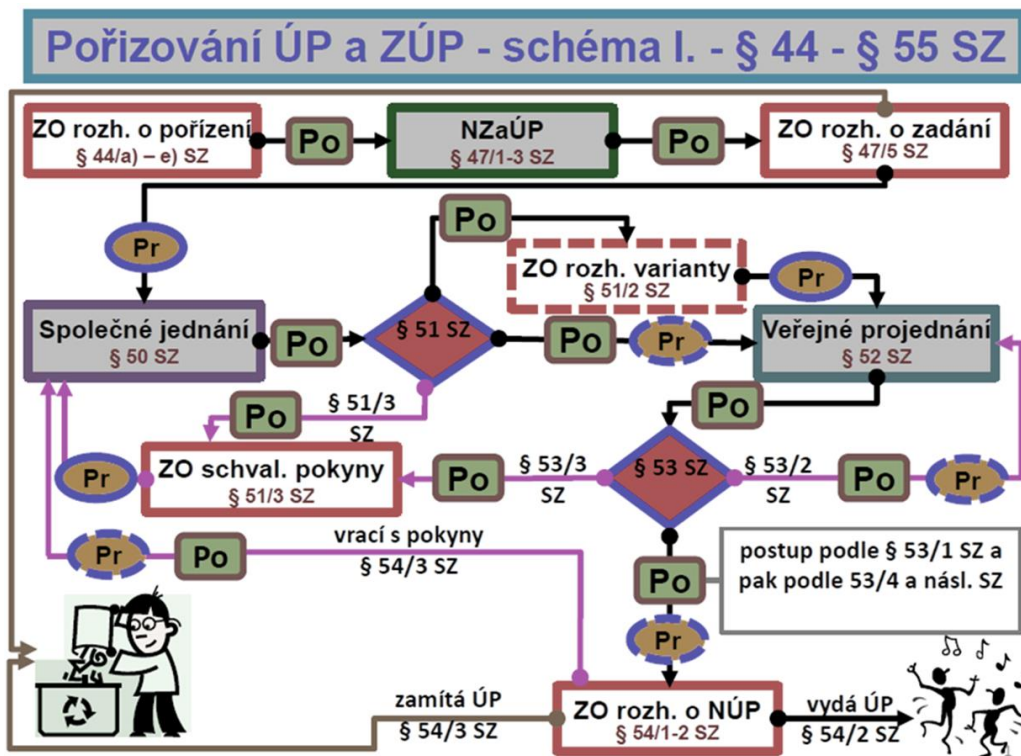 Pořizování ÚP a ZÚP - schéma I. - § 44 - § 55 SZ
ZO rozh. o pořízení
§ 44/a) – e) SZ
Po
NZaÚP
§ 47/1-3 SZ
Po
ZO rozh. o zadání
§ 47/5 SZ
Pr
Po
ZO rozh. varianty
§ 51/2 SZ
Pr
Společné jednání
§ 50 SZ
Po
§ 51 SZ
Po
Pr
Veřejné projednání
§ 52 SZ
Po
§ 51/3
SZ
Po
Pr
ZO schval. pokyny
§ 51/3 SZ
Po
§ 53/3
SZ
§ 53 SZ
§ 53/2
SZ
Po
Pr
Pr
Po
vrací s pokyny
§ 54/3 SZ
Po
postup podle § 53/1 SZ a
pak podle 53/4 a násl. SZ
Pr
zamítá ÚP
§ 54/3 SZ
ZO rozh. o NÚP
§ 54/1-2 SZ
vydá ÚP
§ 54/2 SZ